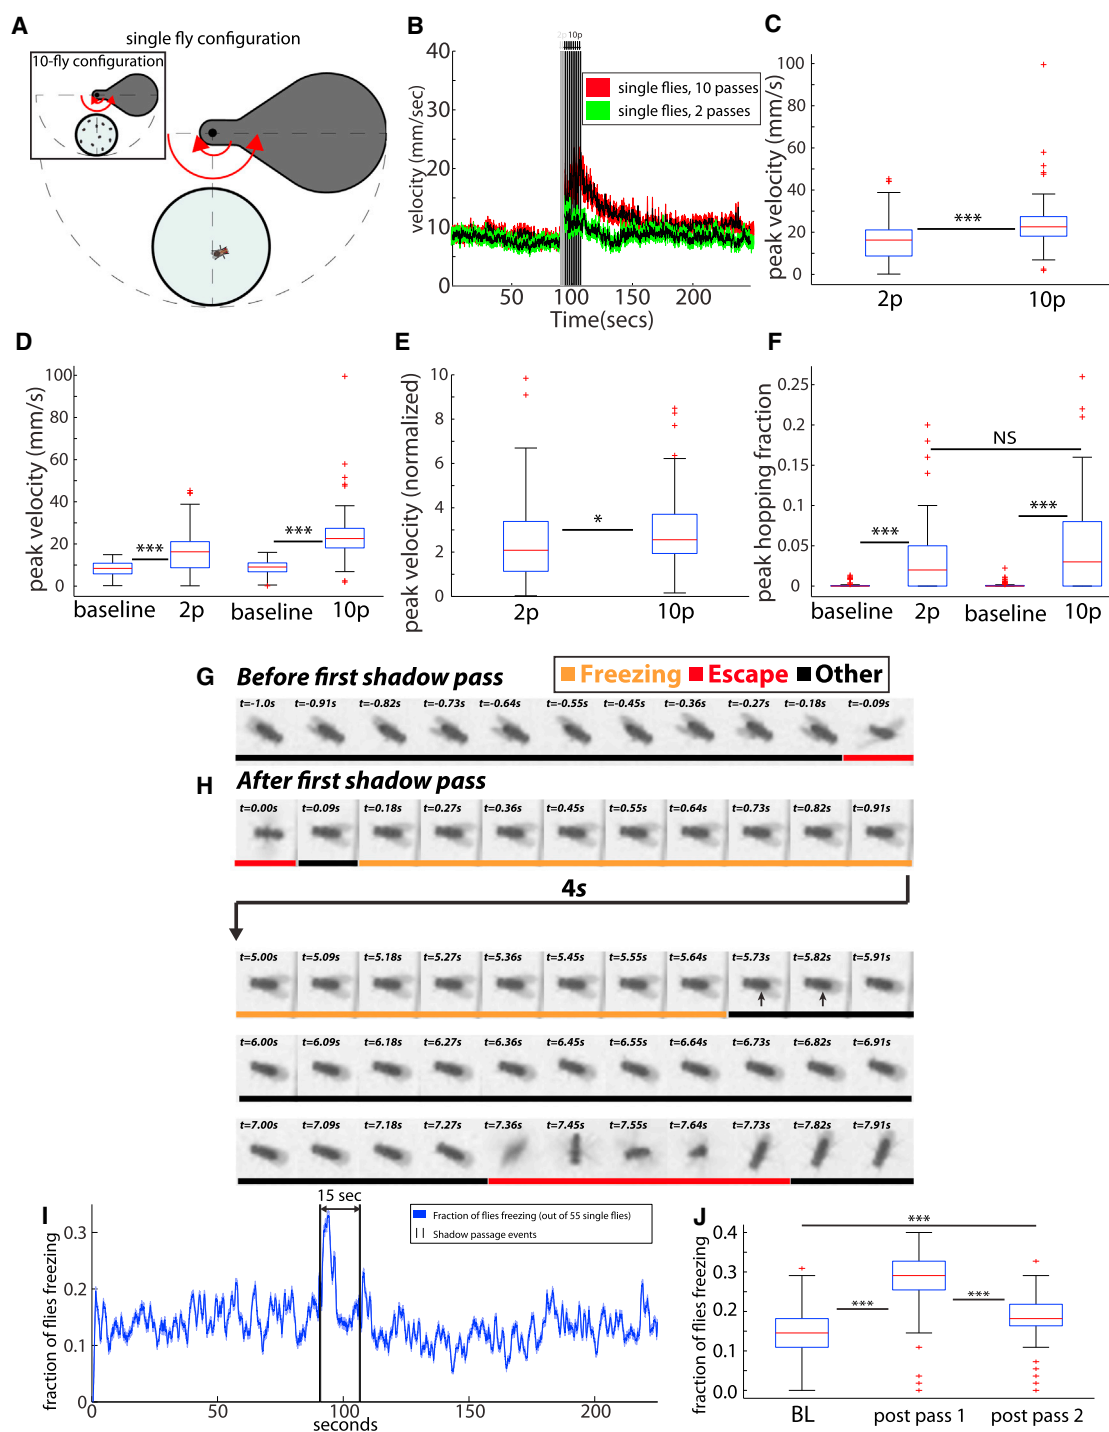 A
single fly configuration
10-fly configuration
B
2p 10p
velocity (mm/sec)
40
30
20
10
0
50
100
150
200
Time(secs)
single flies, 10 passes
single flies, 2 passes
C
peak velocity (mm/s)
100
80
60
40
20
0
***
2p
10p
D
peak velocity (mm/s)
100
80
60
40
20
0
***
***
baseline
2p
baseline
10p
E
peak velocity (normalized)
10
8
6
4
2
0
*
2p
10p
F
peak hopping fraction
0.25
0.2
0.15
0.1
0.05
0
NS
***
***
baseline
2p
baseline
10p
G
Before first shadow pass
Freezing Escape Other
t=-1.0s t=-0.91s t=-0.82s t=-0.73s t=-0.64s t=-0.55s t=-0.45s t=-0.36s t=-0.27s t=-0.18s t=-0.09s
H
After first shadow pass
t=0.00s t=0.09s t=0.18s t=0.27s t=0.36s t=0.45s t=0.55s t=0.64s t=0.73s t=0.82s t=0.91s
4s
t=5.00s t=5.09s t=5.18s t=5.27s t=5.36s t=5.45s t=5.55s t=5.64s t=5.73s t=5.82s t=5.91s
t=6.00s t=6.09s t=6.18s t=6.27s t=6.36s t=6.45s t=6.55s t=6.64s t=6.73s t=6.82s t=6.91s
t=7.00s t=7.09s t=7.18s t=7.27s t=7.36s t=7.45s t=7.55s t=7.64s t=7.73s t=7.82s t=7.91s
I
15 sec
fraction of flies freezing
0.3
0.2
0.1
0
0
50
100
150
200
seconds
Fraction of flies freezing (out of 55 single flies)
Shadow passage events
J
fraction of flies freezing
0.4
0.3
0.2
0.1
0.0
***
***
***
BL
post pass 1
post pass 2